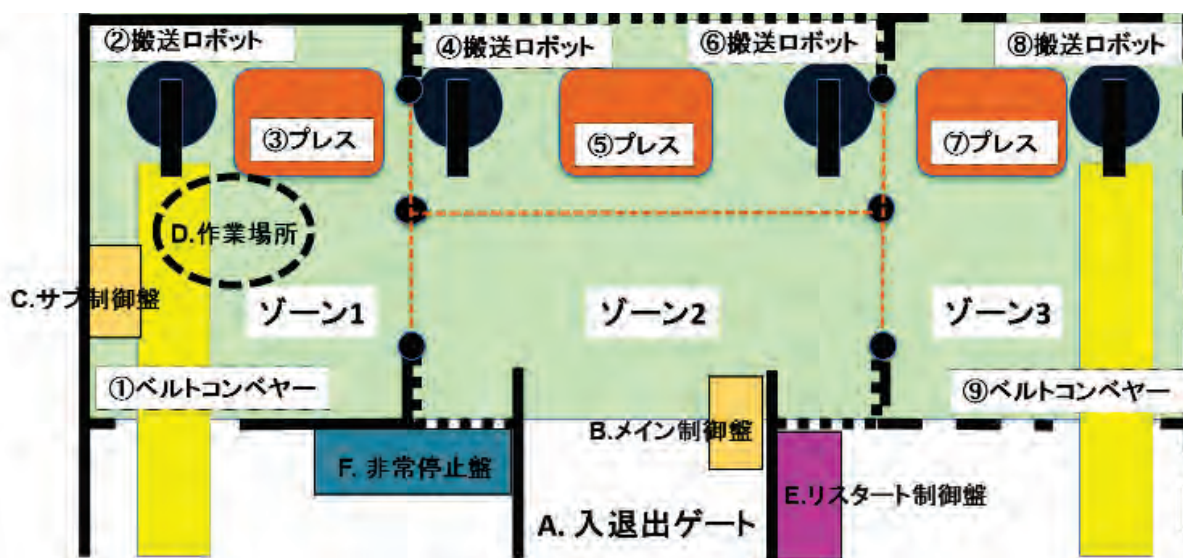 ②搬送ロボット
④搬送ロボット
⑥搬送ロボット
⑧搬送ロボット
③プレス
⑤プレス
⑦プレス
D.作業場所
C.サブ制御盤
ゾーン1
ゾーン2
ゾーン3
①ベルトコンベヤー
⑨ベルトコンベヤー
B.メイン制御盤
F. 非常停止盤
E.リスタート制御盤
A. 入退出ゲート